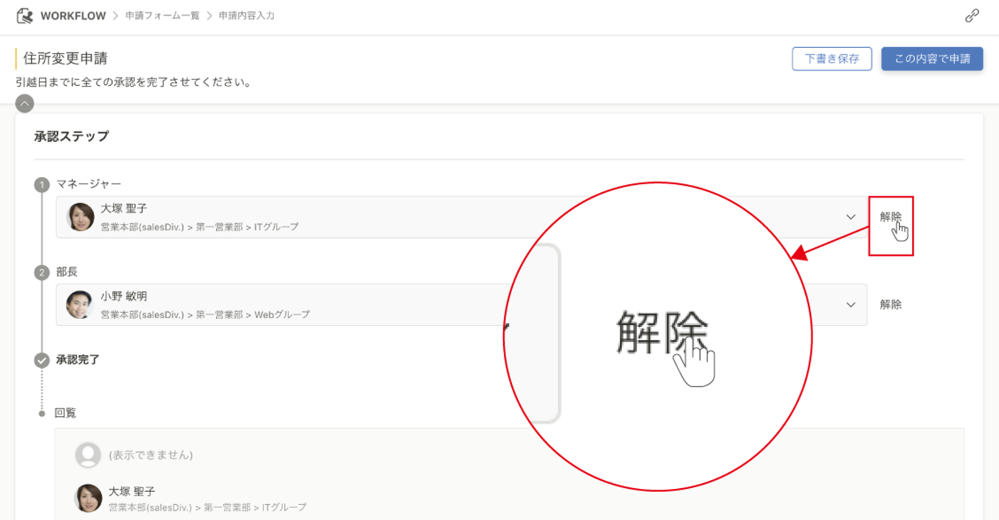 WORKFLOW > 申請フォーム一覧 > 申請内容入力
住所変更申請
下書き保存
この内容で申請
引越日までに全ての承認を完了させてください。
承認ステップ
1 マネージャー
大塚 聖子
営業本部(salesDiv.) > 第一営業部 > ITグループ
解除
2 部長
小野 敏明
営業本部(salesDiv.) > 第一営業部 > Webグループ
解除
解除
承認完了
回覧
(表示できません)
大塚 聖子
営業本部(salesDiv.) > 第一営業部 > ITグループ